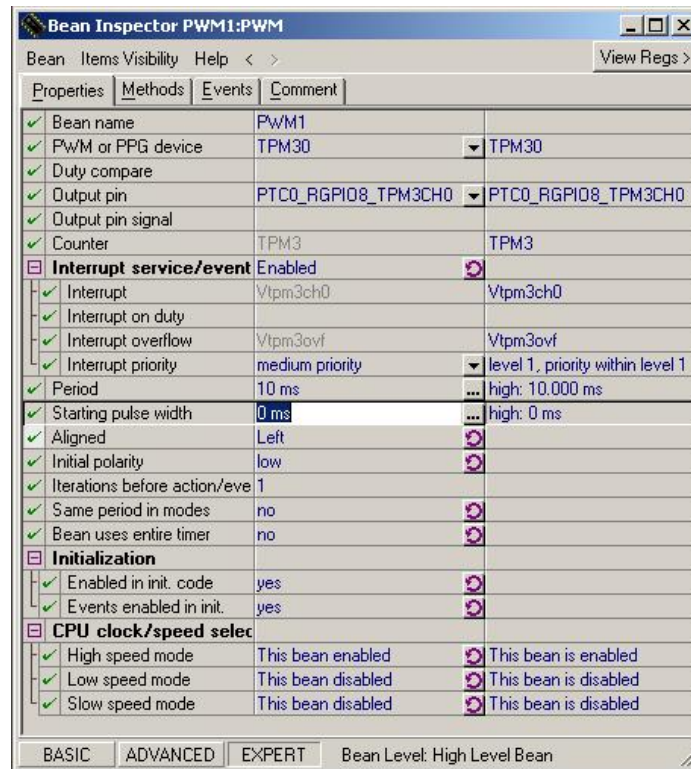 Bean Inspector PWM1:PWM
Bean Items Visibility Help < > View Regs >
Properties Methods Events Comment
Bean name PWM1
PWM or PPG device TPM30 TPM30
Duty compare
Output pin PTC0_RGPIO8_TPM3CH0 PTC0_RGPIO8_TPM3CH0
Output pin signal
Counter TPM3 TPM3
Interrupt service/event Enabled
Interrupt Vtpm3ch0 Vtpm3ch0
Interrupt on duty
Interrupt overflow Vtpm3ovf Vtpm3ovf
Interrupt priority medium priority level 1, priority within level 1
Period 10 ms ... high: 10.000 ms
Starting pulse width 0 ms ... high: 0 ms
Aligned Left
Initial polarity low
Iterations before action/eve 1
Same period in modes no
Bean uses entire timer no
Initialization
Enabled in init. code yes
Events enabled in init. yes
CPU clock/speed selec
High speed mode This bean enabled This bean is enabled
Low speed mode This bean disabled This bean is disabled
Slow speed mode This bean disabled This bean is disabled
BASIC ADVANCED EXPERT Bean Level: High Level Bean